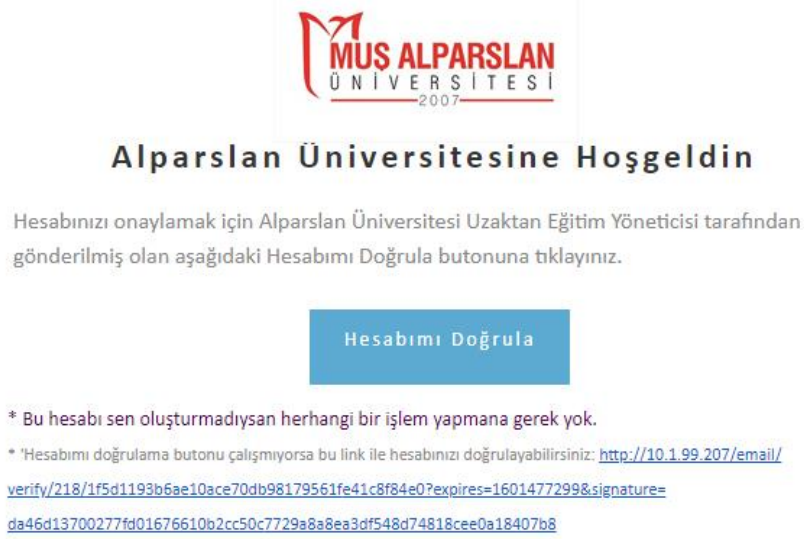 MUŞ ALPARSLAN
ÜNİVERSİTESİ
2007
Alparslan Üniversitesine Hoşgeldin
Hesabınızı onaylamak için Alparslan Üniversitesi Uzaktan Eğitim Yöneticisi tarafından
gönderilmiş olan aşağıdaki Hesabımı Doğrula butonuna tıklayınız.
Hesabımı Doğrula
* Bu hesabı sen oluşturmadıysan herhangi bir işlem yapmana gerek yok.
* 'Hesabımı doğrulama butonu çalışmıyorsa bu link ile hesabınızı doğrulayabilirsiniz: http://10.1.99.207/email/
verify/218/1f5d1193b6ae10ace70db98179561fe41c8f84e0?expires=1601477299&signature=
da46d13700277fd01676610b2cc50c7729a8a8ea3df548d74818cee0a18407b8